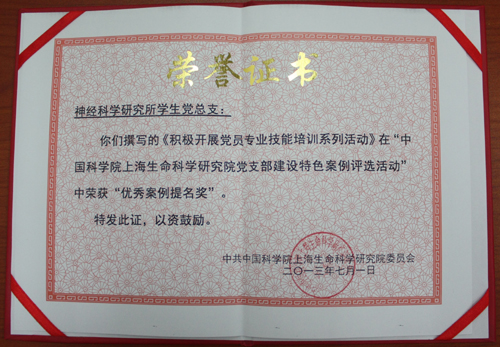 荣誉证书
神经科学研究所学生党总支：
你们撰写的《积极开展党员专业技能培训系列活动》在“中
国科学院上海生命科学研究院党支部建设特色案例评选活动”
中荣获“优秀案例提名奖”。
特发此证，以资鼓励。
中共中国科学院上海生命科学研究院委员会
二〇一三年七月一日